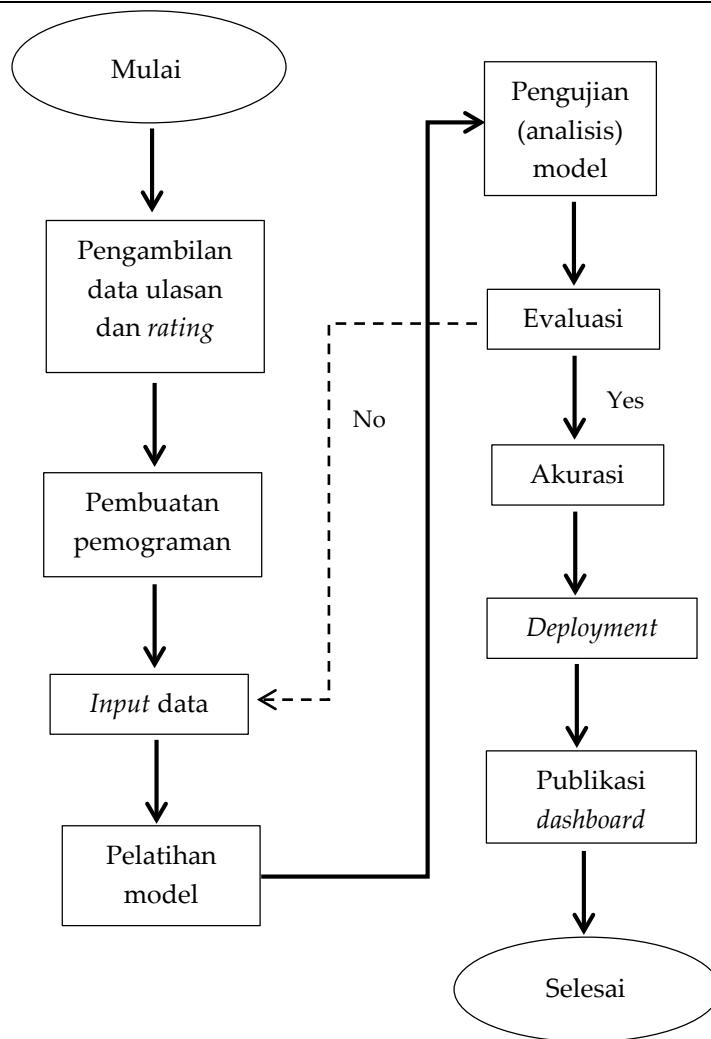 Mulai
Pengambilan
data ulasan
dan rating
Pembuatan
pemograman
Input data
Pelatihan
model
Pengujian
(analisis)
model
Evaluasi
No
Yes
Akurasi
Deployment
Publikasi
dashboard
Selesai